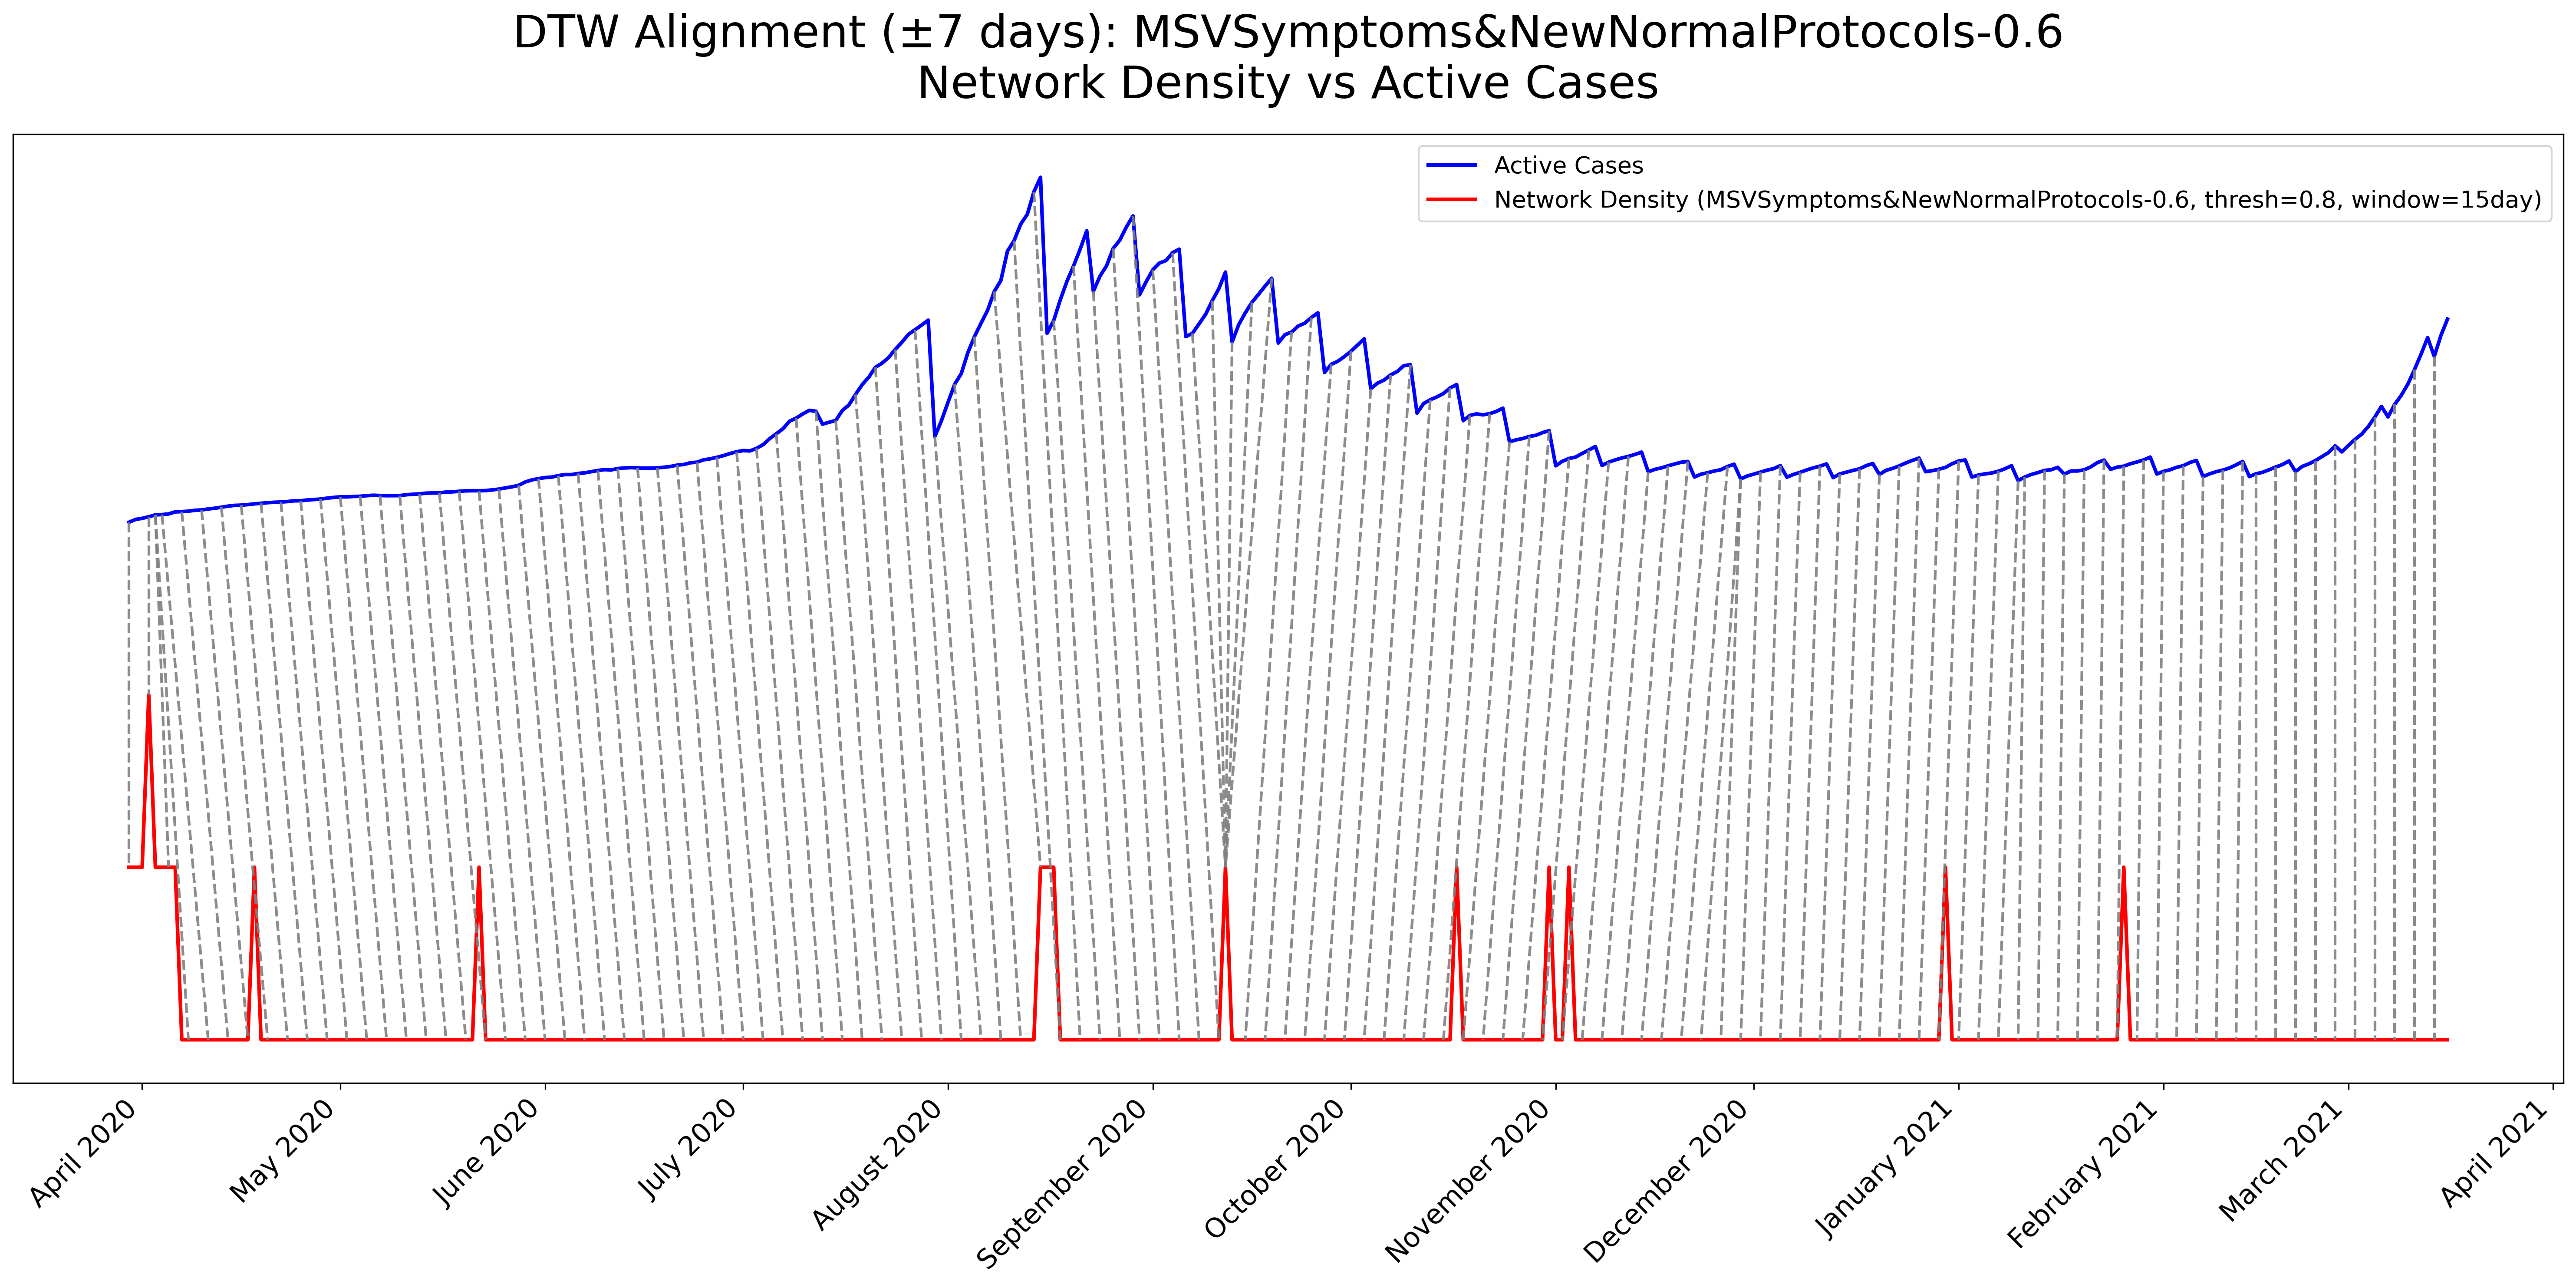 DTW Alignment (±7 days): MSVSymptoms&NewNormalProtocols-0.6
Network Density vs Active Cases
Active Cases
Network Density (MSVSymptoms&NewNormalProtocols-0.6, thresh=0.8, window=15day)
April 2020
May 2020
June 2020
July 2020
August 2020
September 2020
October 2020
November 2020
December 2020
January 2021
February 2021
March 2021
April 2021